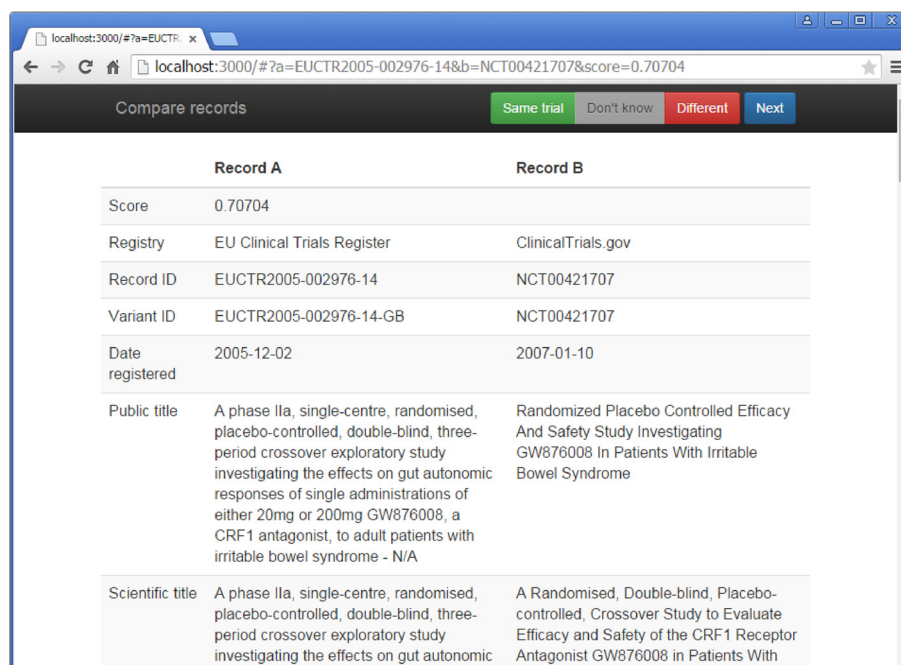 localhost:3000/#?a=EUCTR
localhost:3000/#?a=EUCTR2005-002976-14&b=NCT00421707&score=0.70704
Compare records Same trial Don't know Different Next
Record A Record B
Score 0.70704
Registry EU Clinical Trials Register ClinicalTrials.gov
Record ID EUCTR2005-002976-14 NCT00421707
Variant ID EUCTR2005-002976-14-GB NCT00421707
Date registered 2005-12-02 2007-01-10
Public title
A phase IIa, single-centre, randomised,
placebo-controlled, double-blind, three-
period crossover exploratory study
investigating the effects on gut autonomic
responses of single administrations of
either 20mg or 200mg GW876008, a
CRF1 antagonist, to adult patients with
irritable bowel syndrome - N/A
Randomized Placebo Controlled Efficacy
And Safety Study Investigating
GW876008 In Patients With Irritable
Bowel Syndrome
Scientific title
A phase IIa, single-centre, randomised,
placebo-controlled, double-blind, three-
period crossover exploratory study
investigating the effects on gut autonomic
A Randomised, Double-blind, Placebo-
controlled, Crossover Study to Evaluate
Efficacy and Safety of the CRF1 Receptor
Antagonist GW876008 in Patients With